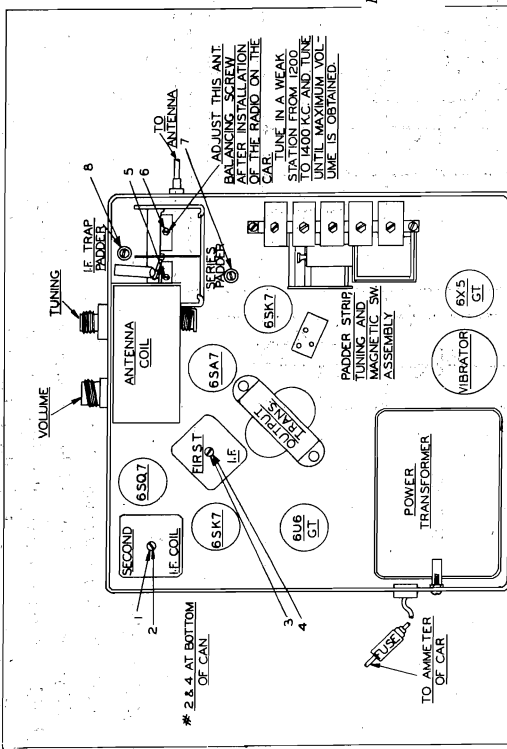 TUNING
VOLUME
I.F. TRAP
PADDER
8
5
6
7
TO
ANTENNA
ADJUST THIS ANT.
BALANCING SCREW
AFTER INSTALLATION
OF THE RADIO ON THE
CAR.
TUNE IN A WEAK
STATION FROM 1200
TO 1400 K.C. AND TUNE
UNTIL MAXIMUM VOL-
UME IS OBTAINED.
ANTENNA
COIL
SERIES
PADDER
6SQ7
6SA7
6SK7
SECOND
I.F. COIL
FIRST
I.F.
1
2
6SK7
OUTPUT
TRANS.
PADDER STRIP,
TUNING AND
MAGNETIC SW.
ASSEMBLY
# 2 & 4 AT BOTTOM
OF CAN
3
4
6U6
GT
POWER
TRANSFORMER
VIBRATOR
6X5
GT
FUSE
TO AMMETER
OF CAR